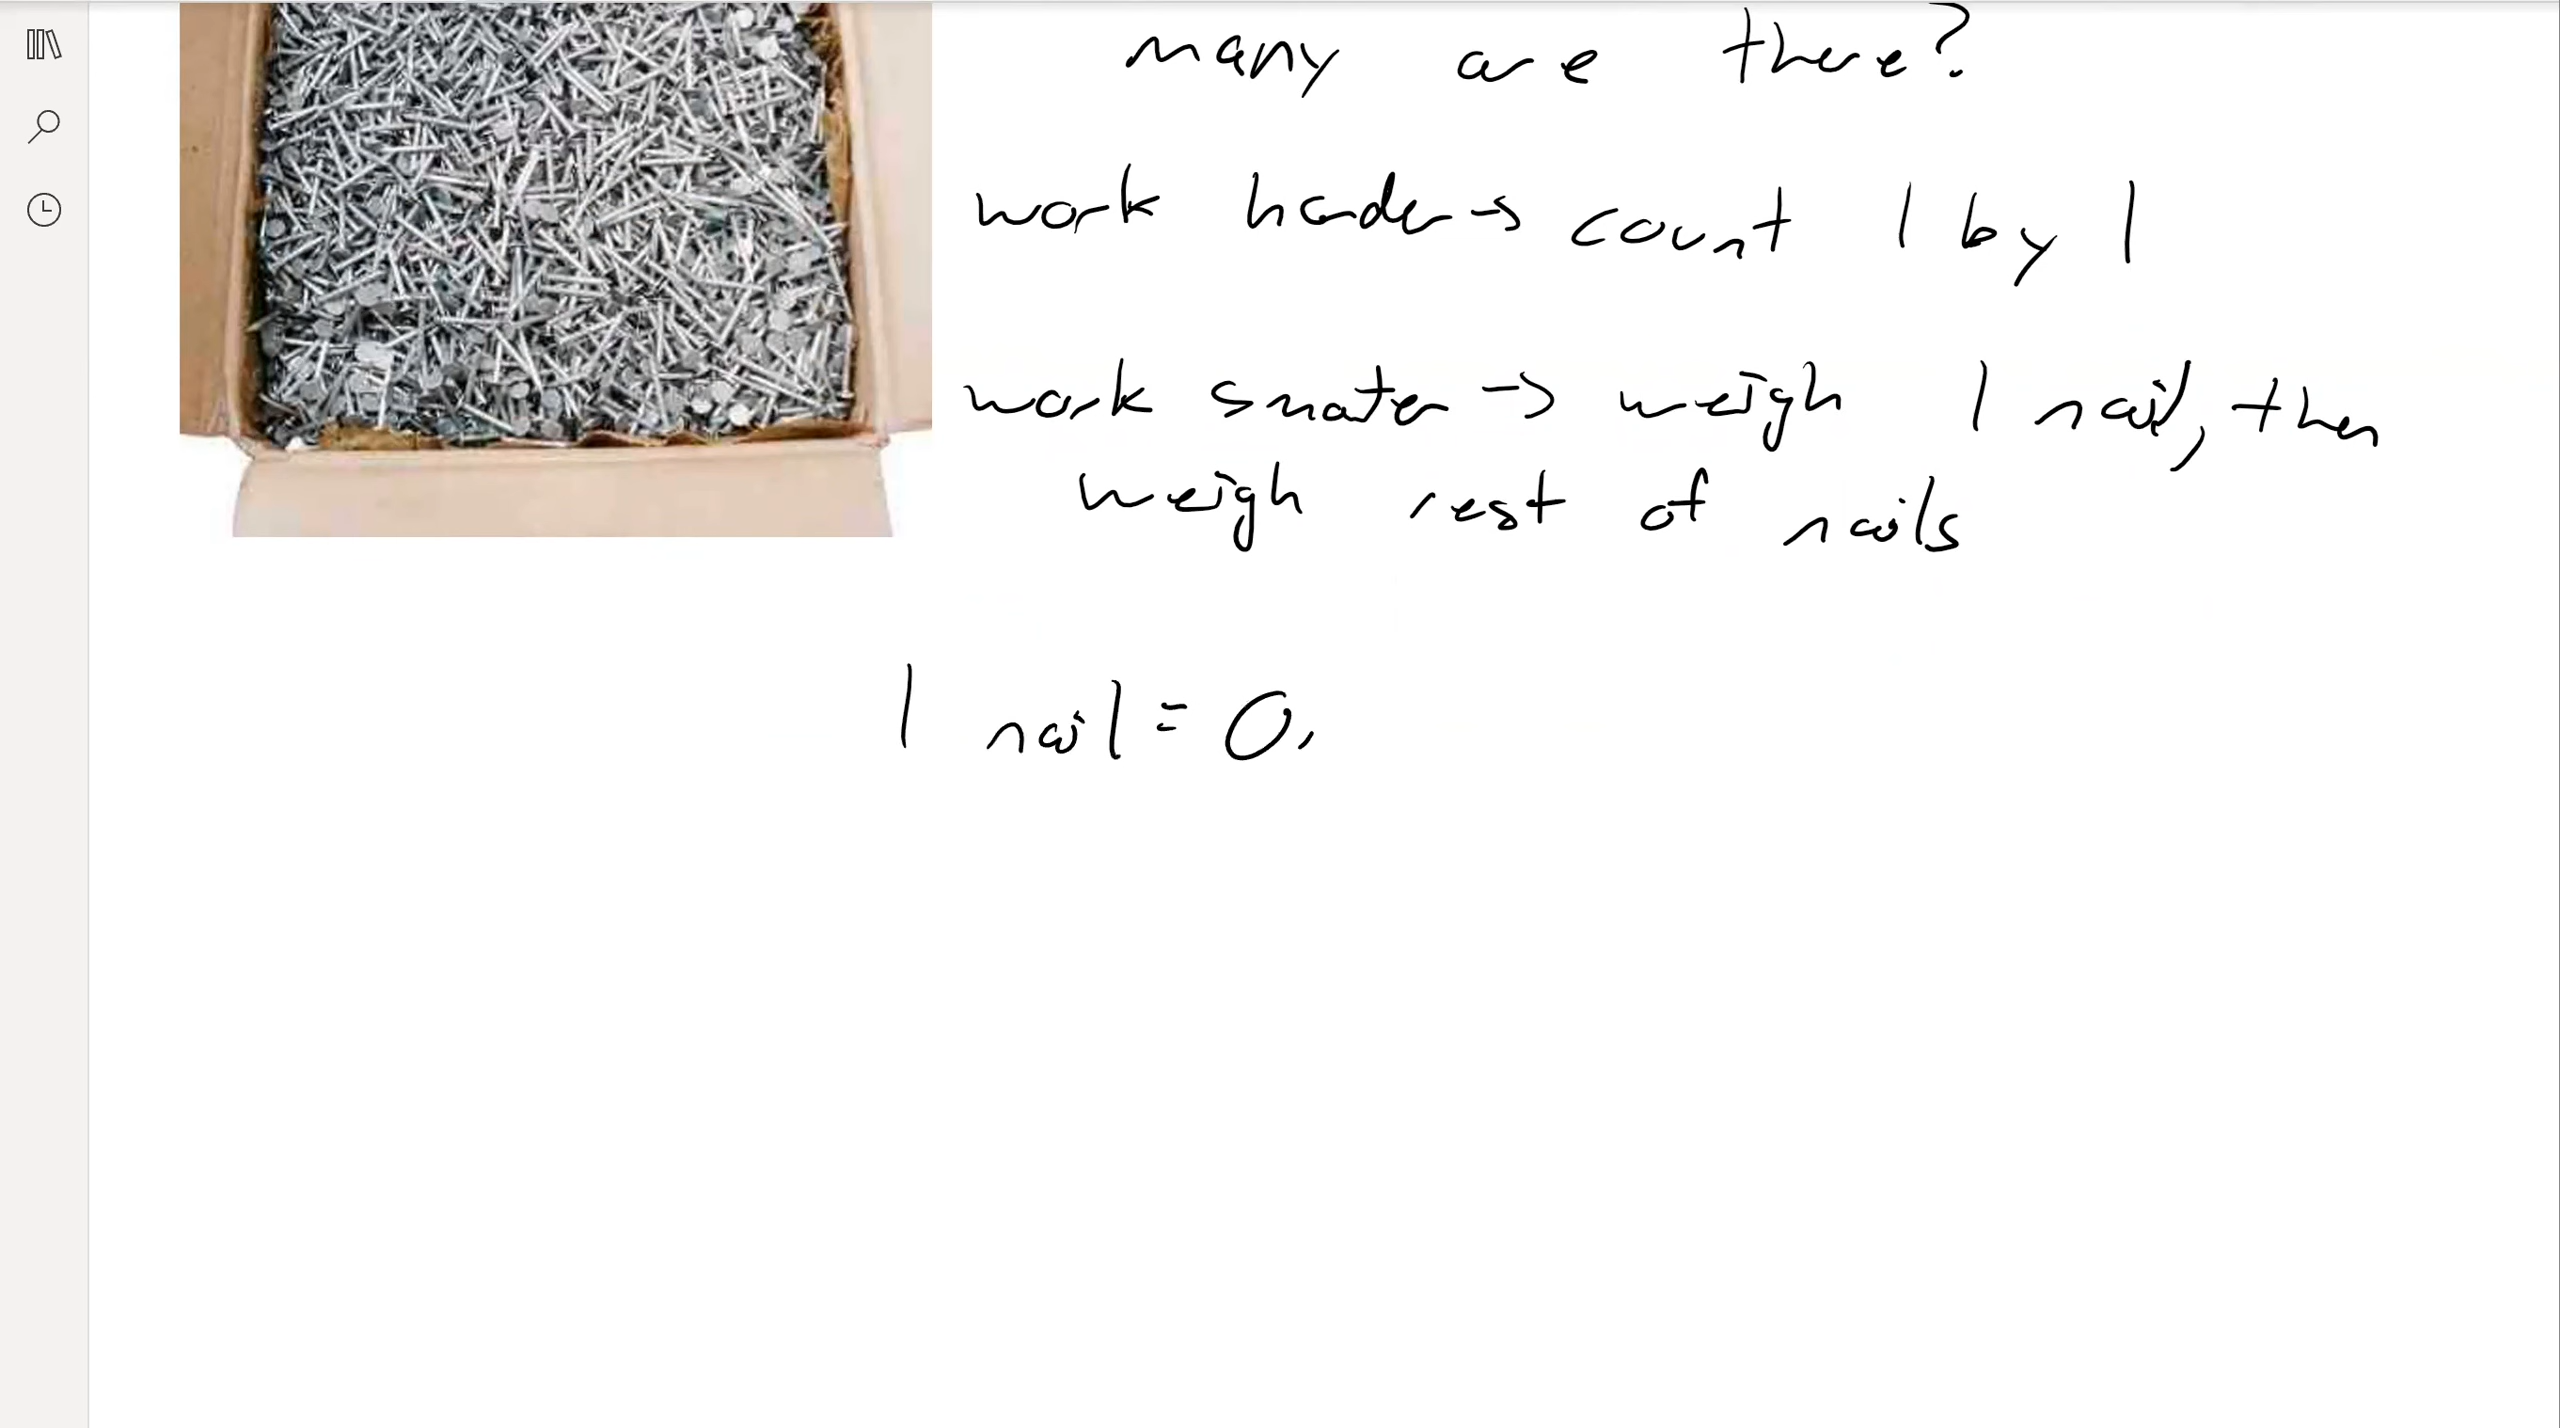 many are there?
work harder → count 1 by 1
work smarter → weigh 1 nail, then
weigh rest of nails
1 nail = 0.